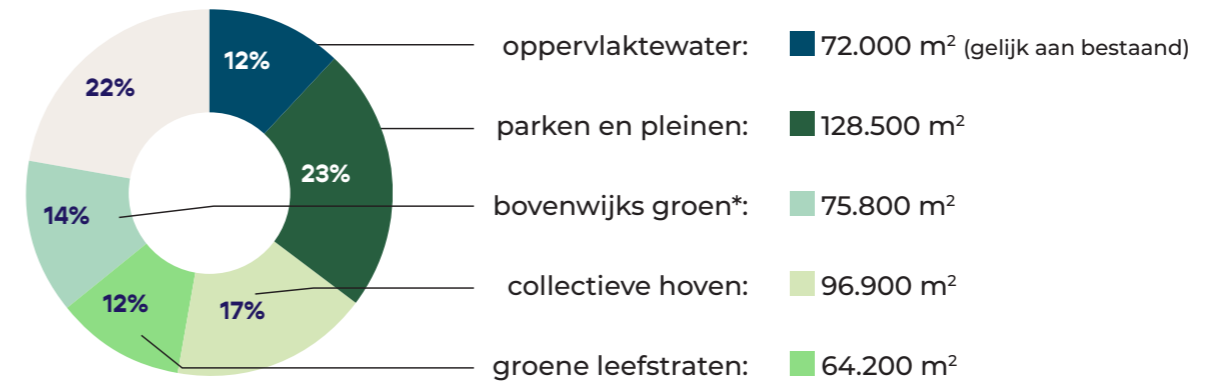 12%
23%
17%
12%
14%
22%
oppervlaktewater: 72.000 m² (gelijk aan bestaand)
parken en pleinen: 128.500 m²
bovenwijks groen*: 75.800 m²
collectieve hoven: 96.900 m²
groene leefstraten: 64.200 m²